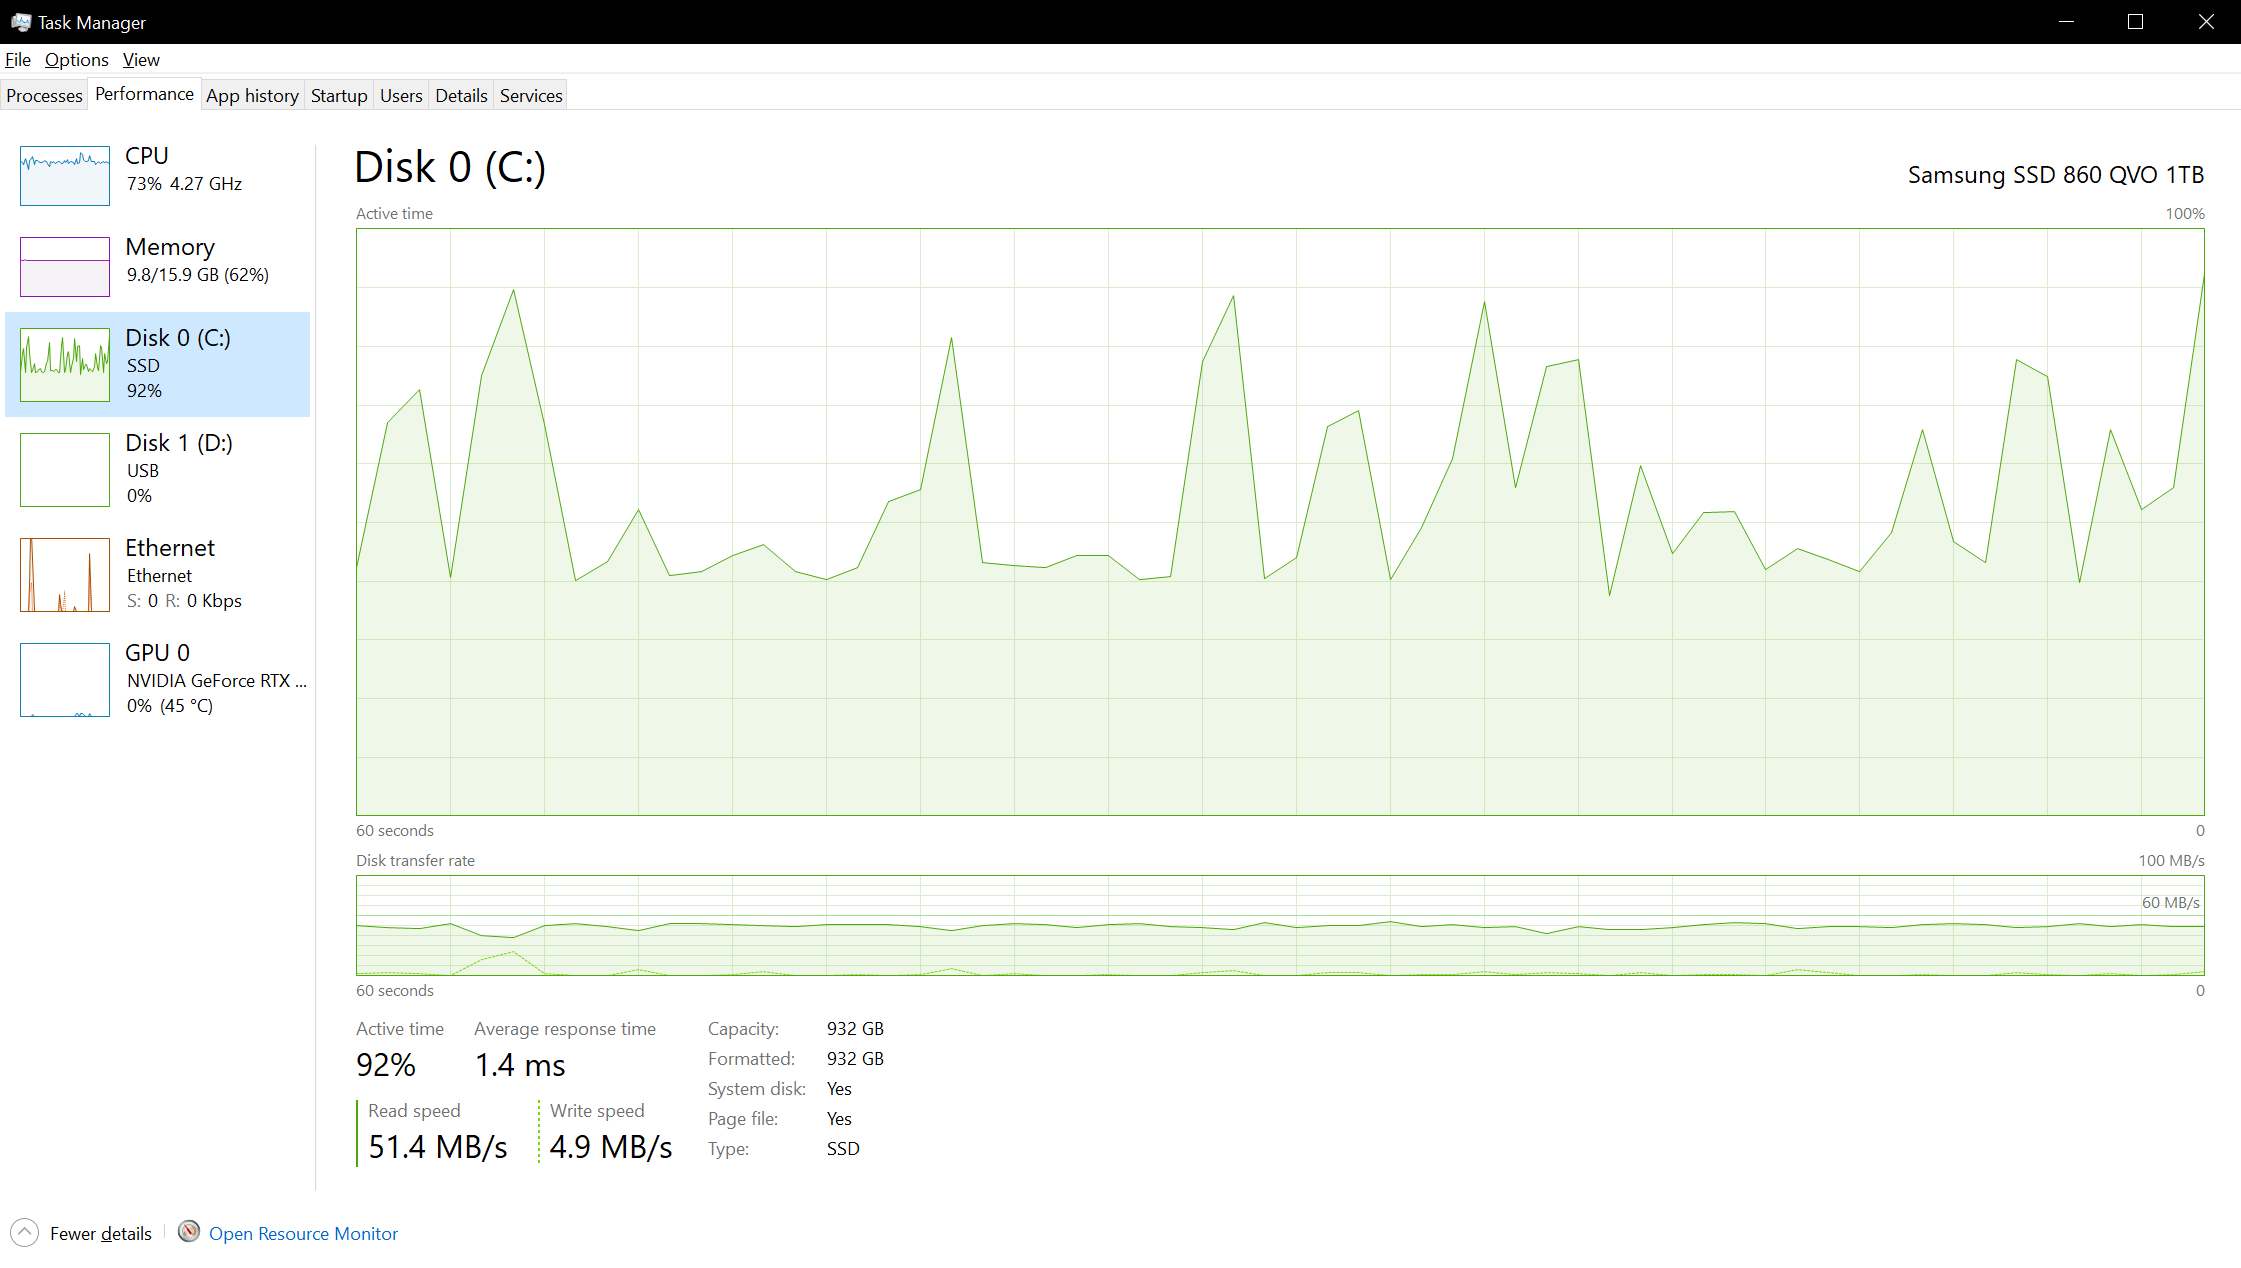 Task Manager
File Options View
Processes Performance App history Startup Users Details Services
CPU
73% 4.27 GHz
Memory
9.8/15.9 GB (62%)
Disk 0 (C:)
SSD
92%
Disk 1 (D:)
USB
0%
Ethernet
Ethernet
S: 0 R: 0 Kbps
GPU 0
NVIDIA GeForce RTX ...
0% (45 °C)
Disk 0 (C:)
Samsung SSD 860 QVO 1TB
Active time 100%
60 seconds 0
Disk transfer rate 100 MB/s
60 MB/s
60 seconds 0
Active time Average response time
92% 1.4 ms
Read speed Write speed
51.4 MB/s 4.9 MB/s
Capacity: 932 GB
Formatted: 932 GB
System disk: Yes
Page file: Yes
Type: SSD
Fewer details Open Resource Monitor